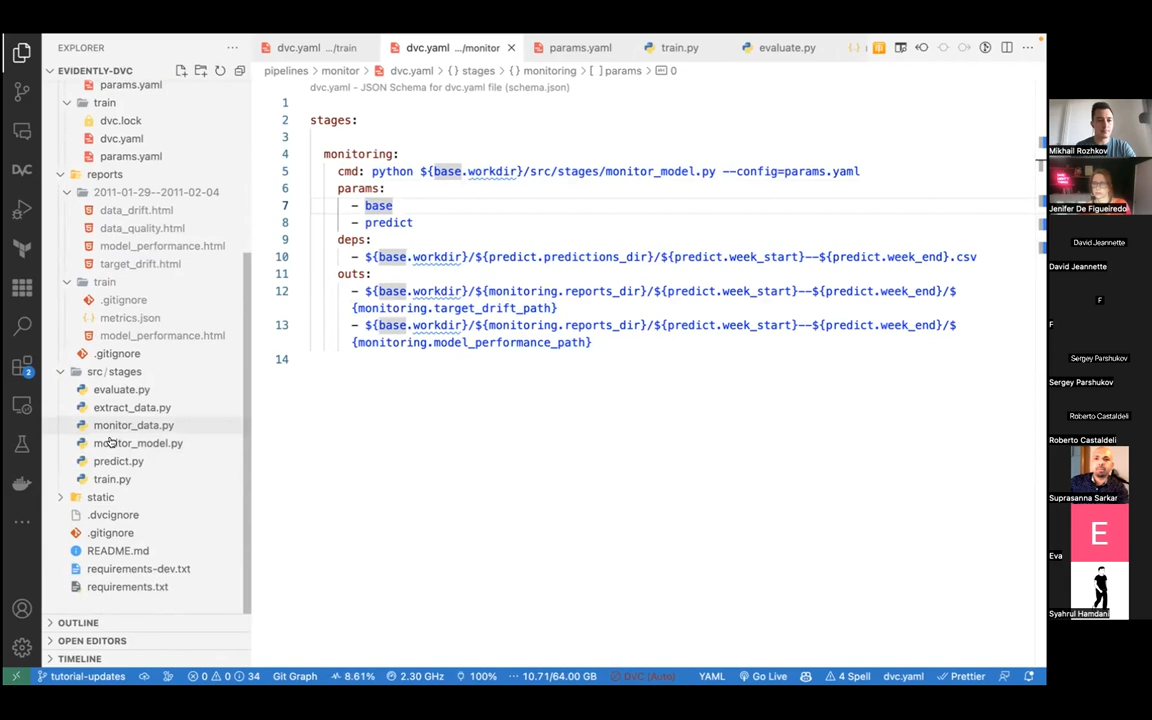 EXPLORER
EVIDENTLY-DVC
params.yaml
train
dvc.lock
dvc.yaml
params.yaml
reports
2011-01-29--2011-02-04
data_drift.html
data_quality.html
model_performance.html
target_drift.html
train
.gitignore
metrics.json
model_performance.html
.gitignore
src/stages
evaluate.py
extract_data.py
monitor_data.py
monitor_model.py
predict.py
train.py
static
.dvcignore
.gitignore
README.md
requirements-dev.txt
requirements.txt
OUTLINE
OPEN EDITORS
TIMELINE
DVC
2
dvc.yaml .../train
dvc.yaml .../monitor
params.yaml
train.py
evaluate.py
pipelines > monitor > dvc.yaml > {} stages > {} monitoring > [ ] params > 0
dvc.yaml - JSON Schema for dvc.yaml file (schema.json)
1
2 stages:
3
4 monitoring:
5 cmd: python ${base.workdir}/src/stages/monitor_model.py --config=params.yaml
6 params:
7 - base
8 - predict
9 deps:
10 - ${base.workdir}/${predict.predictions_dir}/${predict.week_start}--${predict.week_end}.csv
11 outs:
12 - ${base.workdir}/${monitoring.reports_dir}/${predict.week_start}--${predict.week_end}/$
{monitoring.target_drift_path}
13 - ${base.workdir}/${monitoring.reports_dir}/${predict.week_start}--${predict.week_end}/$
{monitoring.model_performance_path}
14
Mikhail Rozhkov
Jenifer De Figueiredo
David Jeannette
David Jeannette
F
F
Sergey Parshukov
Sergey Parshukov
Roberto Castaldeli
Roberto Castaldeli
Suprasanna Sarkar
E
Eva
Syahrul Hamdani
tutorial-updates 0 0 34 Git Graph 8.61% 2.30 GHz 100% 10.71/64.00 GB DVC (Auto) YAML Go Live 4 Spell dvc.yaml Prettier